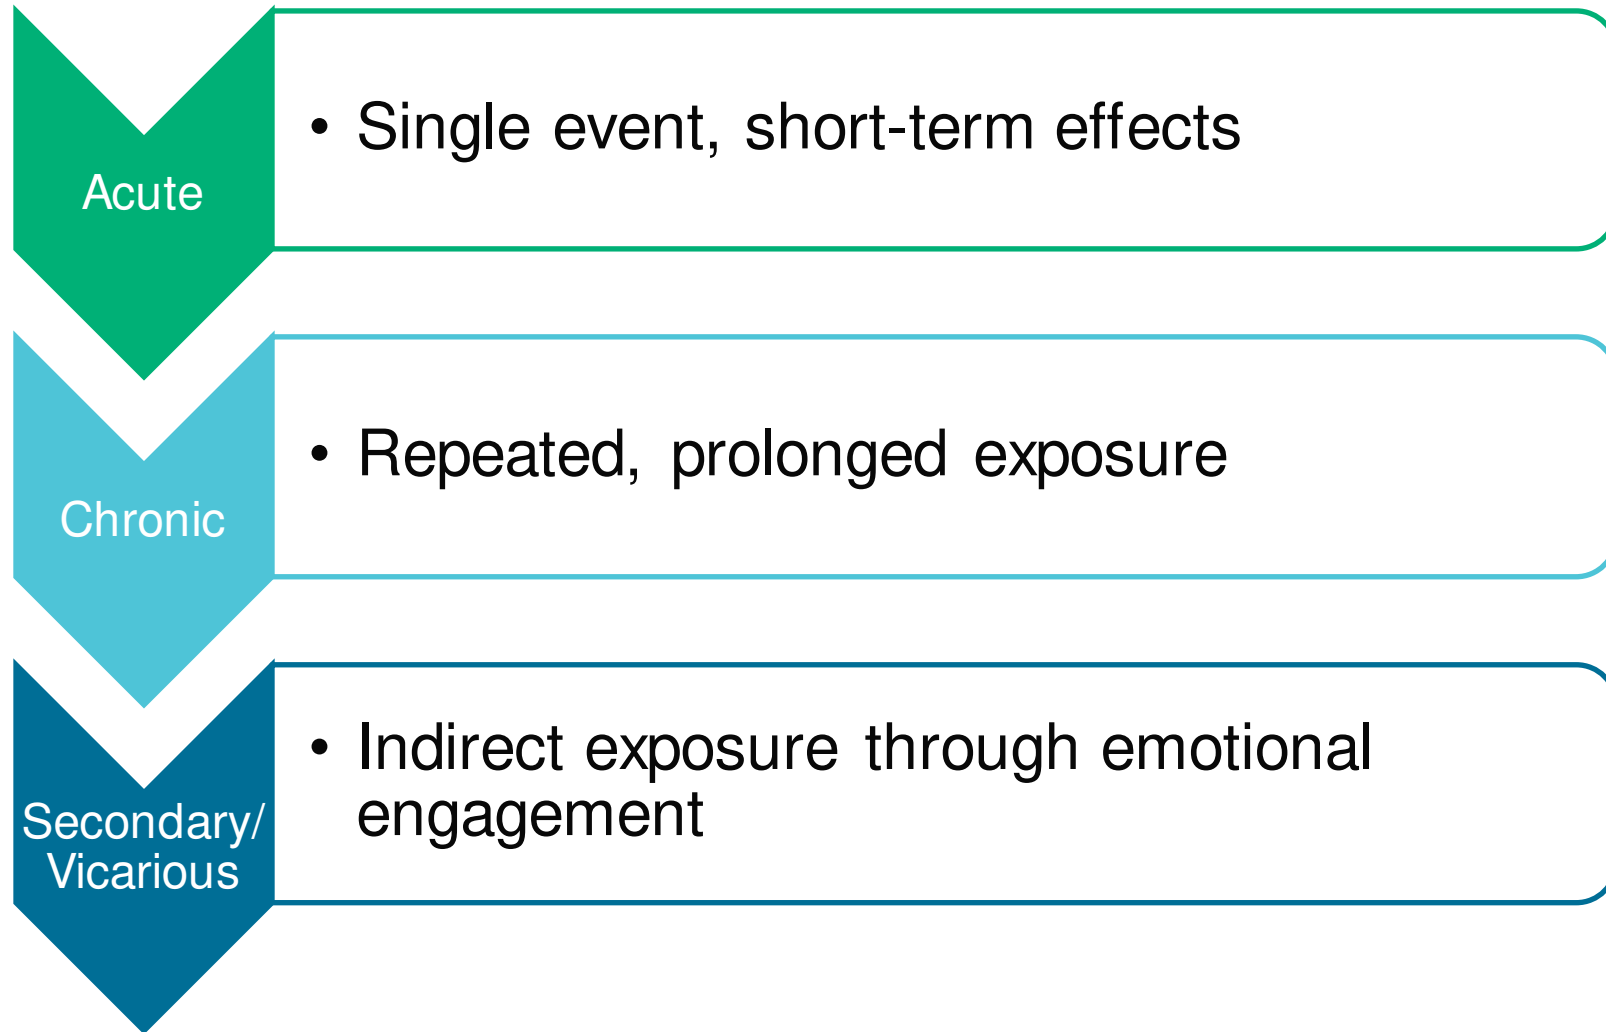 Acute
• Single event, short-term effects
Chronic
• Repeated, prolonged exposure
Secondary/
Vicarious
• Indirect exposure through emotional
engagement